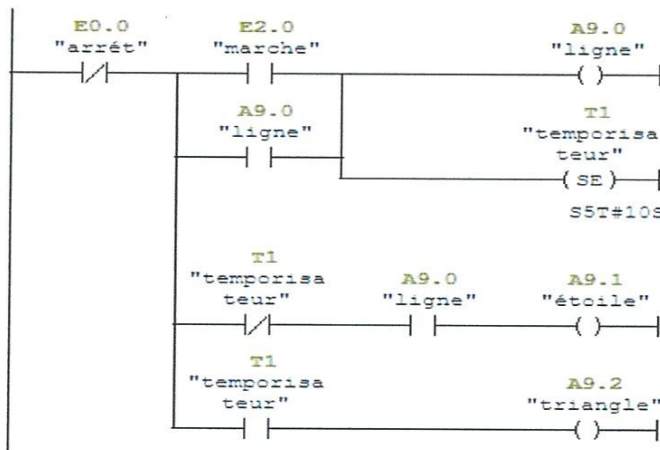 E0.0 E2.0 A9.0
"arrét" "marche" "ligne"
A9.0 T1
"ligne" "temporisa
teur"
SE
S5T#10S
T1
"temporisa A9.0 A9.1
teur" "ligne" "étoile"
T1
"temporisa A9.2
teur" "triangle"